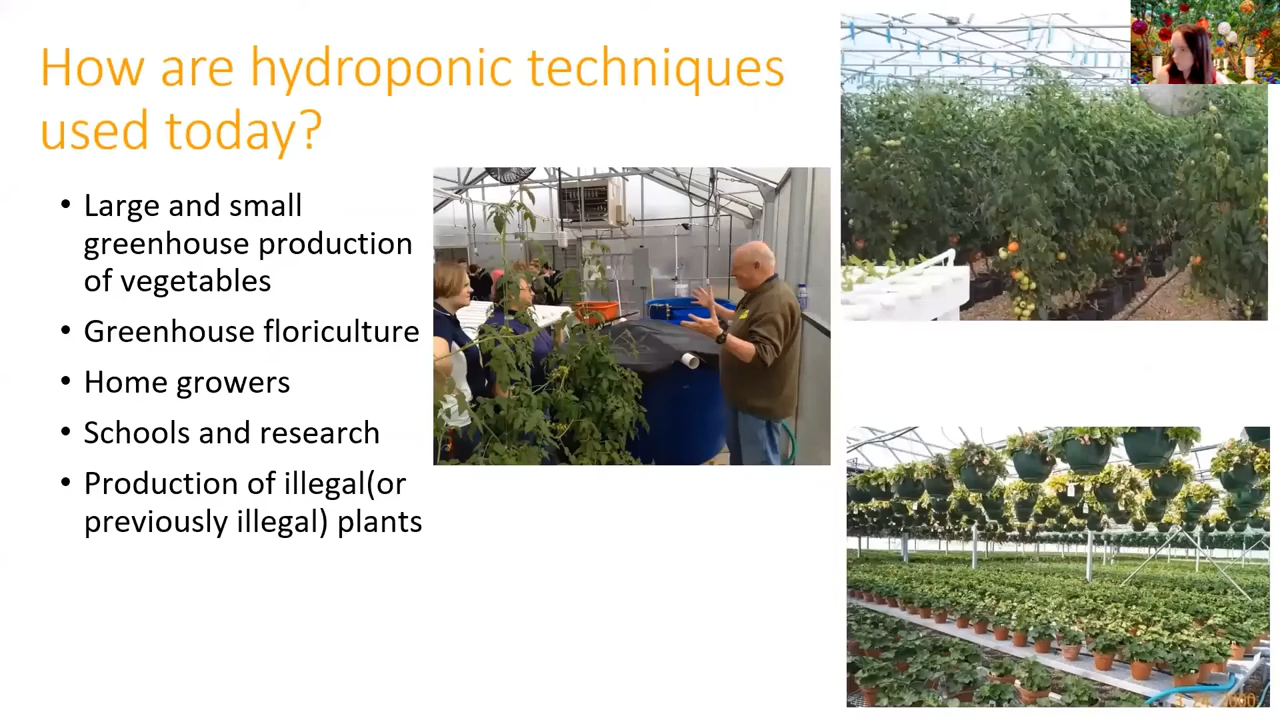 How are hydroponic techniques
used today?
• Large and small
greenhouse production
of vegetables
• Greenhouse floriculture
• Home growers
• Schools and research
• Production of illegal(or
previously illegal) plants